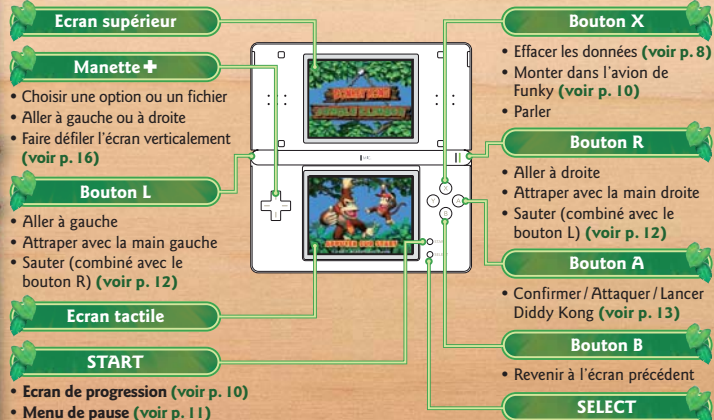 Ecran supérieur
Manette +
• Choisir une option ou un fichier
• Aller à gauche ou à droite
• Faire défiler l'écran verticalement
(voir p. 16)
Bouton L
• Aller à gauche
• Attraper avec la main gauche
• Sauter (combiné avec le
bouton R) (voir p. 12)
Ecran tactile
START
• Ecran de progression (voir p. 10)
• Menu de pause (voir p. 11)
APPUYER SUR START
X
Y
A
B
Bouton X
• Effacer les données (voir p. 8)
• Monter dans l'avion de
Funky (voir p. 10)
• Parler
Bouton R
• Aller à droite
• Attraper avec la main droite
• Sauter (combiné avec le
bouton L) (voir p. 12)
Bouton A
• Confirmer / Attaquer / Lancer
Diddy Kong (voir p. 13)
Bouton B
• Revenir à l'écran précédent
SELECT